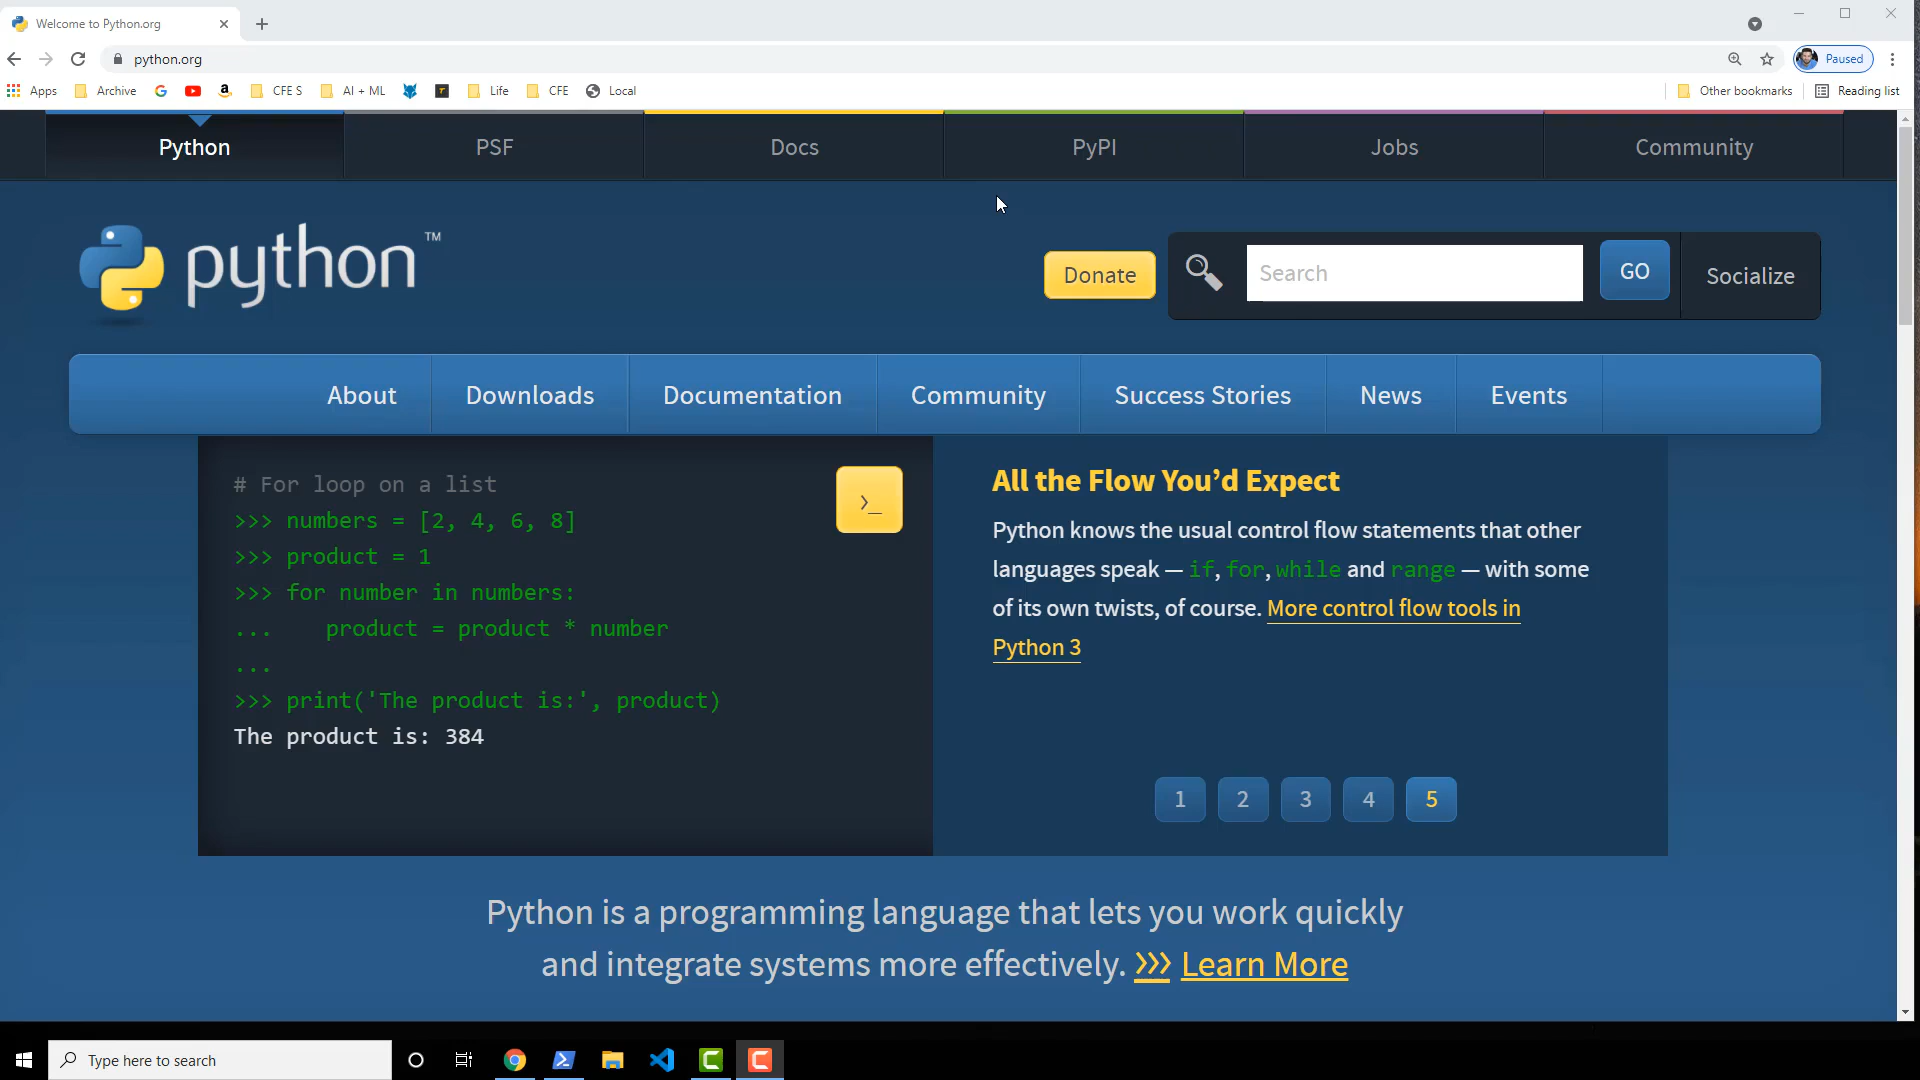 Welcome to Python.org
python.org
Paused
Apps
Archive
CFE S
AI + ML
Life
CFE
Local
Other bookmarks
Reading list
Python
PSF
Docs
PyPI
Jobs
Community
python™
Donate
Search
GO
Socialize
About
Downloads
Documentation
Community
Success Stories
News
Events
# For loop on a list
>>> numbers = [2, 4, 6, 8]
>>> product = 1
>>> for number in numbers:
...    product = product * number
...
>>> print('The product is:', product)
The product is: 384
>_
All the Flow You’d Expect
Python knows the usual control flow statements that other
languages speak — if, for, while and range — with some
of its own twists, of course. More control flow tools in
Python 3
1 2 3 4 5
Python is a programming language that lets you work quickly
and integrate systems more effectively. >>> Learn More
Type here to search